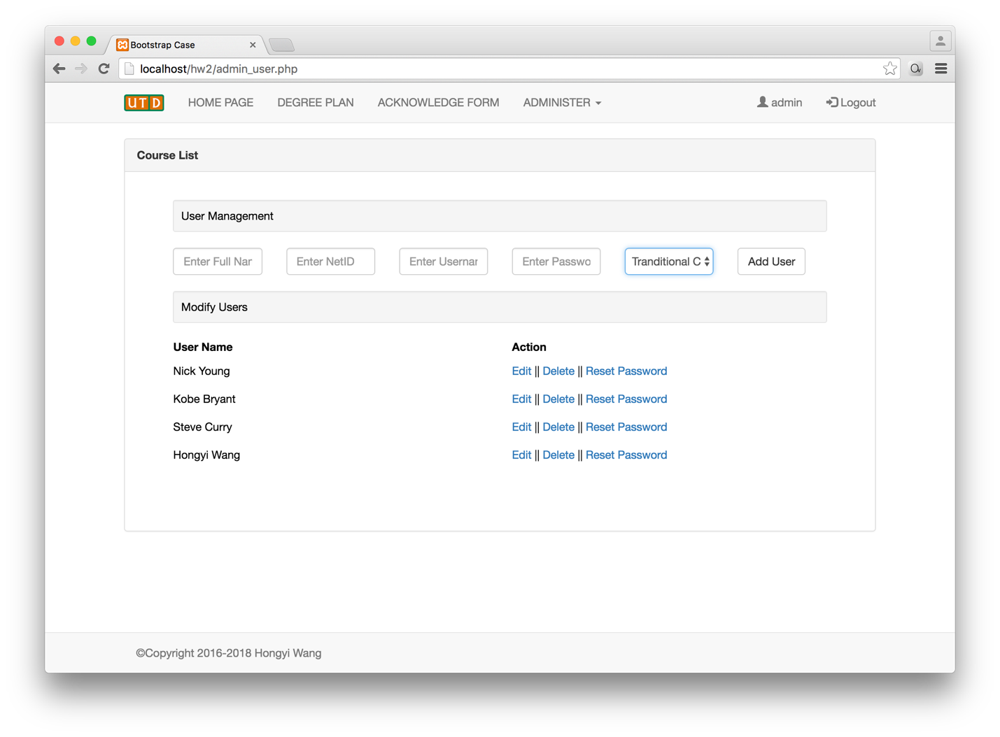 Bootstrap Case
localhost/hw2/admin_user.php
UTD HOME PAGE DEGREE PLAN ACKNOWLEDGE FORM ADMINISTER admin Logout
Course List
User Management
Enter Full Nar Enter NetID Enter Usernar Enter Passwo Tranditional C Add User
Modify Users
User Name Action
Nick Young Edit || Delete || Reset Password
Kobe Bryant Edit || Delete || Reset Password
Steve Curry Edit || Delete || Reset Password
Hongyi Wang Edit || Delete || Reset Password
©Copyright 2016-2018 Hongyi Wang